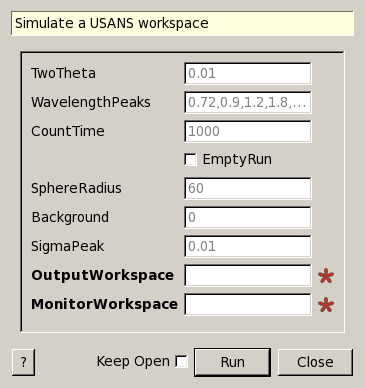 Simulate a USANS workspace
TwoTheta 0.01
WavelengthPeaks 0.72,0.9,1.2,1.8,...
CountTime 1000
EmptyRun
SphereRadius 60
Background 0
SigmaPeak 0.01
OutputWorkspace *
MonitorWorkspace *
? Keep Open Run Close